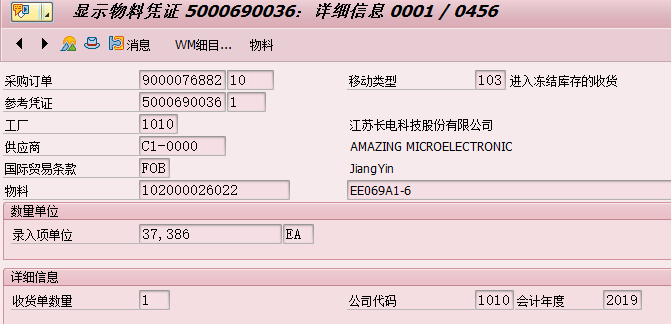 显示物料凭证 5000690036: 详细信息 0001 / 0456
消息 WM细目... 物料
采购订单 9000076882 10 移动类型 103 进入冻结库存的收货
参考凭证 5000690036 1
工厂 1010 江苏长电科技股份有限公司
供应商 C1-0000 AMAZING MICROELECTRONIC
国际贸易条款 FOB JiangYin
物料 102000026022 EE069A1-6
数量单位
录入项单位 37,386 EA
详细信息
收货单数量 1 公司代码 1010 会计年度 2019